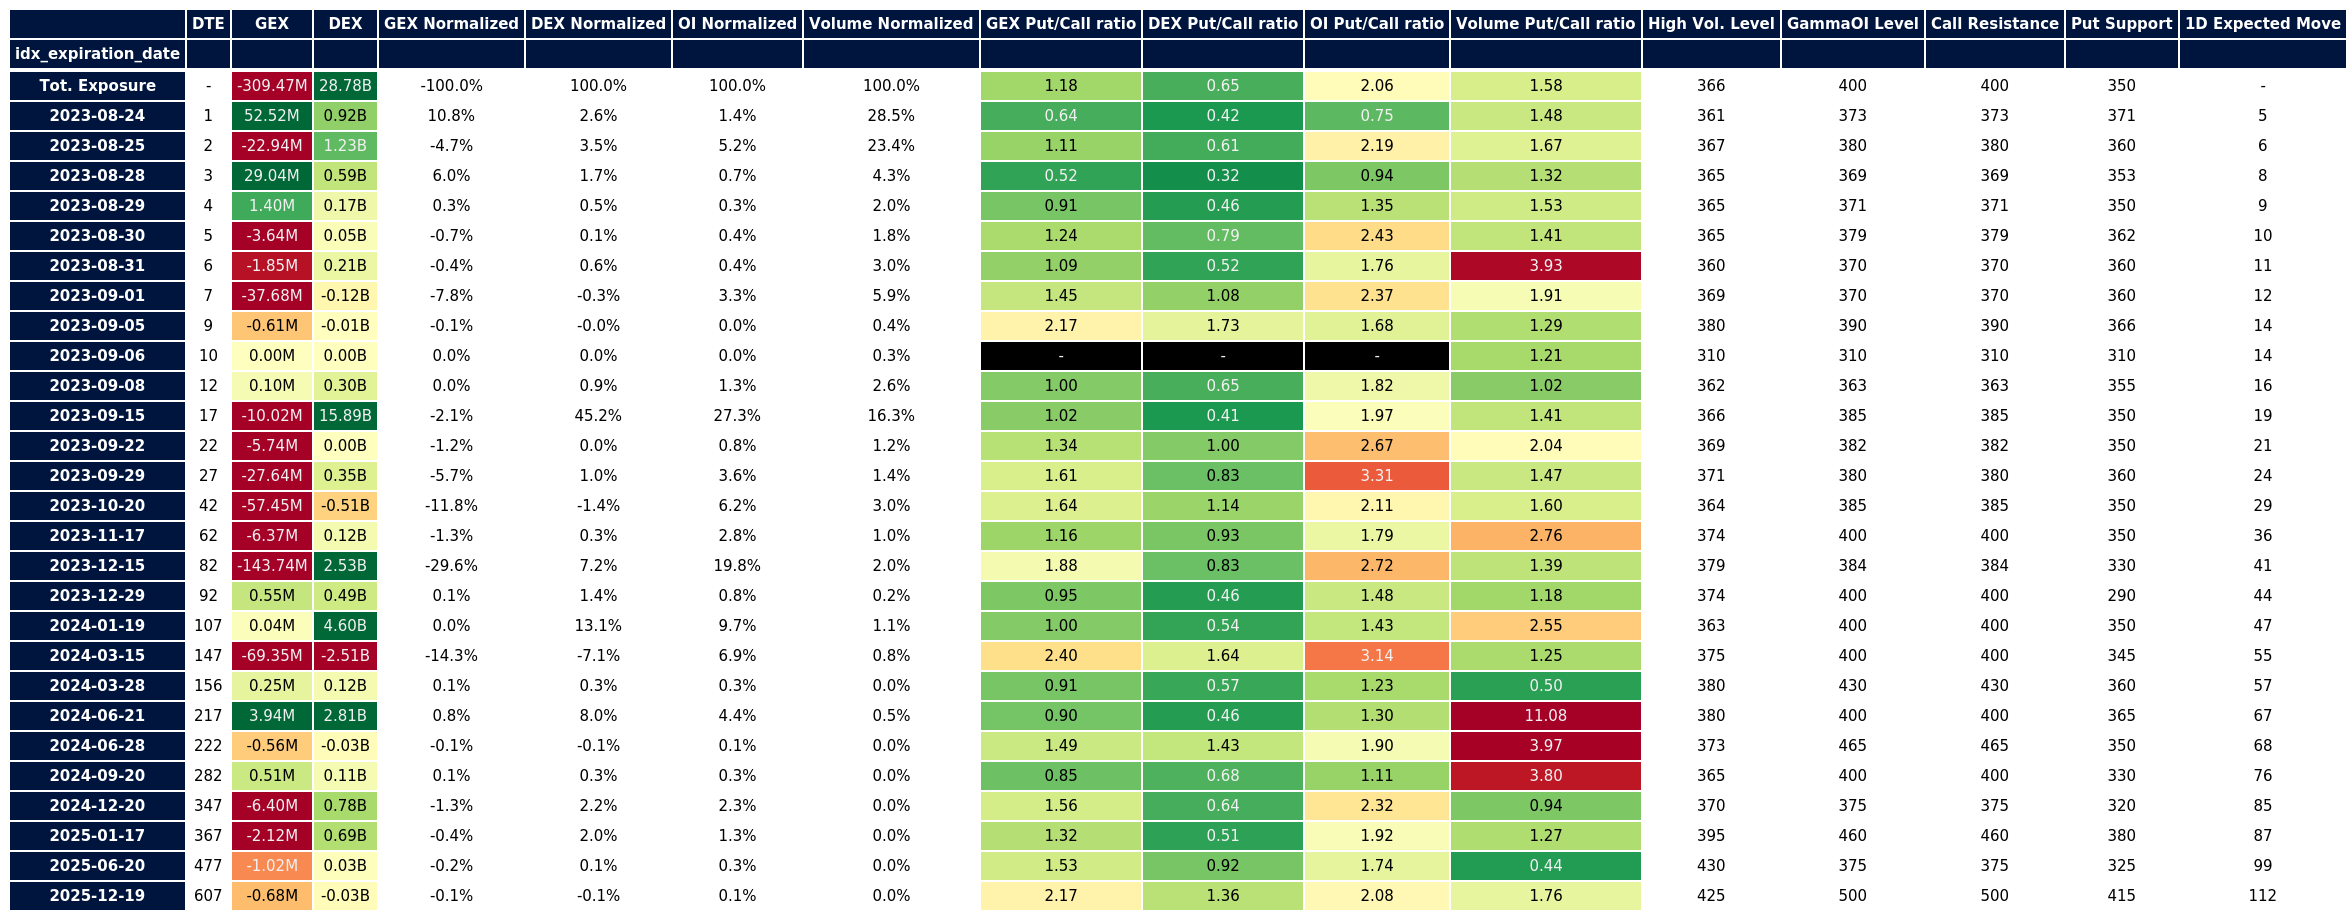 DTE GEX DEX GEX Normalized DEX Normalized OI Normalized Volume Normalized GEX Put/Call ratio DEX Put/Call ratio OI Put/Call ratio Volume Put/Call ratio High Vol. Level GammaOI Level Call Resistance Put Support 1D Expected Move
idx_expiration_date
Tot. Exposure - -309.47M 28.78B -100.0% 100.0% 100.0% 100.0% 1.18 0.65 2.06 1.58 366 400 400 350 -
2023-08-24 1 52.52M 0.92B 10.8% 2.6% 1.4% 28.5% 0.64 0.42 0.75 1.48 361 373 373 371 5
2023-08-25 2 -22.94M 1.23B -4.7% 3.5% 5.2% 23.4% 1.11 0.61 2.19 1.67 367 380 380 360 6
2023-08-28 3 29.04M 0.59B 6.0% 1.7% 0.7% 4.3% 0.52 0.32 0.94 1.32 365 369 369 353 8
2023-08-29 4 1.40M 0.17B 0.3% 0.5% 0.3% 2.0% 0.91 0.46 1.35 1.53 365 371 371 350 9
2023-08-30 5 -3.64M 0.05B -0.7% 0.1% 0.4% 1.8% 1.24 0.79 2.43 1.41 365 379 379 362 10
2023-08-31 6 -1.85M 0.21B -0.4% 0.6% 0.4% 3.0% 1.09 0.52 1.76 3.93 360 370 370 360 11
2023-09-01 7 -37.68M -0.12B -7.8% -0.3% 3.3% 5.9% 1.45 1.08 2.37 1.91 369 370 370 360 12
2023-09-05 9 -0.61M -0.01B -0.1% -0.0% 0.0% 0.4% 2.17 1.73 1.68 1.29 380 390 390 366 14
2023-09-06 10 0.00M 0.00B 0.0% 0.0% 0.0% 0.3% - - - 1.21 310 310 310 310 14
2023-09-08 12 0.10M 0.30B 0.0% 0.9% 1.3% 2.6% 1.00 0.65 1.82 1.02 362 363 363 355 16
2023-09-15 17 -10.02M 15.89B -2.1% 45.2% 27.3% 16.3% 1.02 0.41 1.97 1.41 366 385 385 350 19
2023-09-22 22 -5.74M 0.00B -1.2% 0.0% 0.8% 1.2% 1.34 1.00 2.67 2.04 369 382 382 350 21
2023-09-29 27 -27.64M 0.35B -5.7% 1.0% 3.6% 1.4% 1.61 0.83 3.31 1.47 371 380 380 360 24
2023-10-20 42 -57.45M -0.51B -11.8% -1.4% 6.2% 3.0% 1.64 1.14 2.11 1.60 364 385 385 350 29
2023-11-17 62 -6.37M 0.12B -1.3% 0.3% 2.8% 1.0% 1.16 0.93 1.79 2.76 374 400 400 350 36
2023-12-15 82 -143.74M 2.53B -29.6% 7.2% 19.8% 2.0% 1.88 0.83 2.72 1.39 379 384 384 330 41
2023-12-29 92 0.55M 0.49B 0.1% 1.4% 0.8% 0.2% 0.95 0.46 1.48 1.18 374 400 400 290 44
2024-01-19 107 0.04M 4.60B 0.0% 13.1% 9.7% 1.1% 1.00 0.54 1.43 2.55 363 400 400 350 47
2024-03-15 147 -69.35M -2.51B -14.3% -7.1% 6.9% 0.8% 2.40 1.64 3.14 1.25 375 400 400 345 55
2024-03-28 156 0.25M 0.12B 0.1% 0.3% 0.3% 0.0% 0.91 0.57 1.23 0.50 380 430 430 360 57
2024-06-21 217 3.94M 2.81B 0.8% 8.0% 4.4% 0.5% 0.90 0.46 1.30 11.08 380 400 400 365 67
2024-06-28 222 -0.56M -0.03B -0.1% -0.1% 0.1% 0.0% 1.49 1.43 1.90 3.97 373 465 465 350 68
2024-09-20 282 0.51M 0.11B 0.1% 0.3% 0.3% 0.0% 0.85 0.68 1.11 3.80 365 400 400 330 76
2024-12-20 347 -6.40M 0.78B -1.3% 2.2% 2.3% 0.0% 1.56 0.64 2.32 0.94 370 375 375 320 85
2025-01-17 367 -2.12M 0.69B -0.4% 2.0% 1.3% 0.0% 1.32 0.51 1.92 1.27 395 460 460 380 87
2025-06-20 477 -1.02M 0.03B -0.2% 0.1% 0.3% 0.0% 1.53 0.92 1.74 0.44 430 375 375 325 99
2025-12-19 607 -0.68M -0.03B -0.1% -0.1% 0.1% 0.0% 2.17 1.36 2.08 1.76 425 500 500 415 112